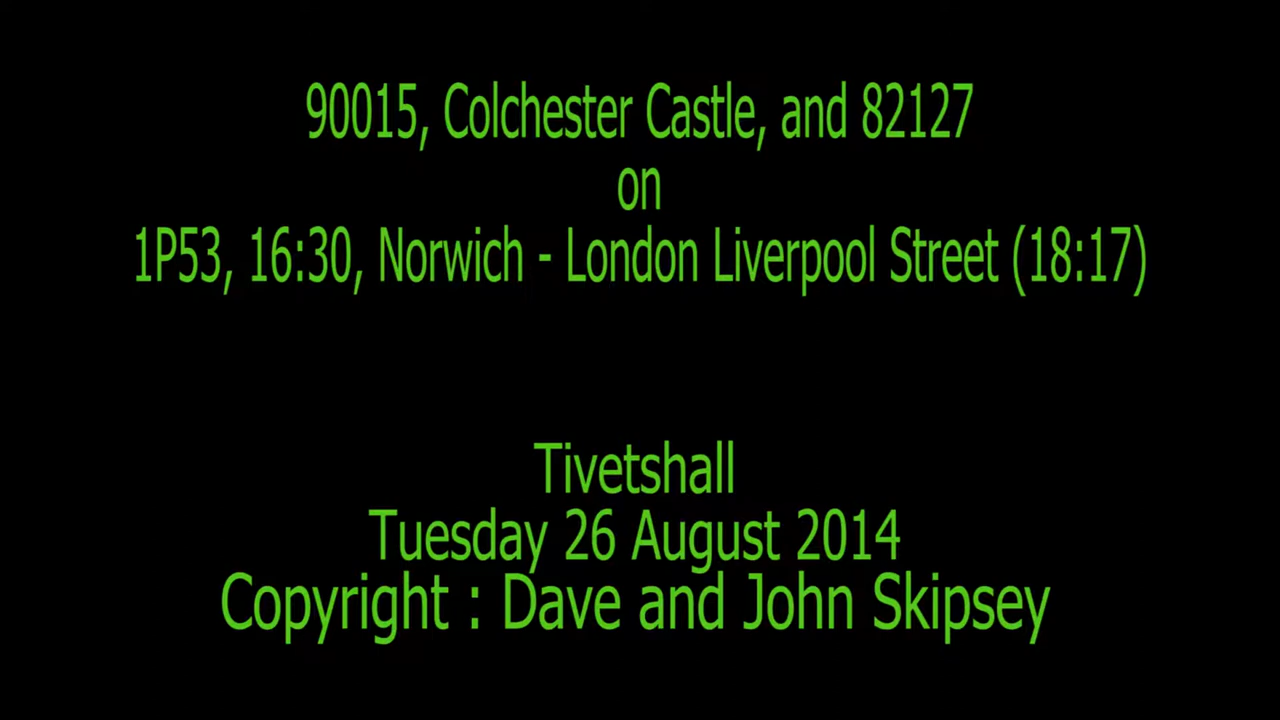 90015, Colchester Castle, and 82127
on
1P53, 16:30, Norwich - London Liverpool Street (18:17)
Tivetshall
Tuesday 26 August 2014
Copyright : Dave and John Skipsey